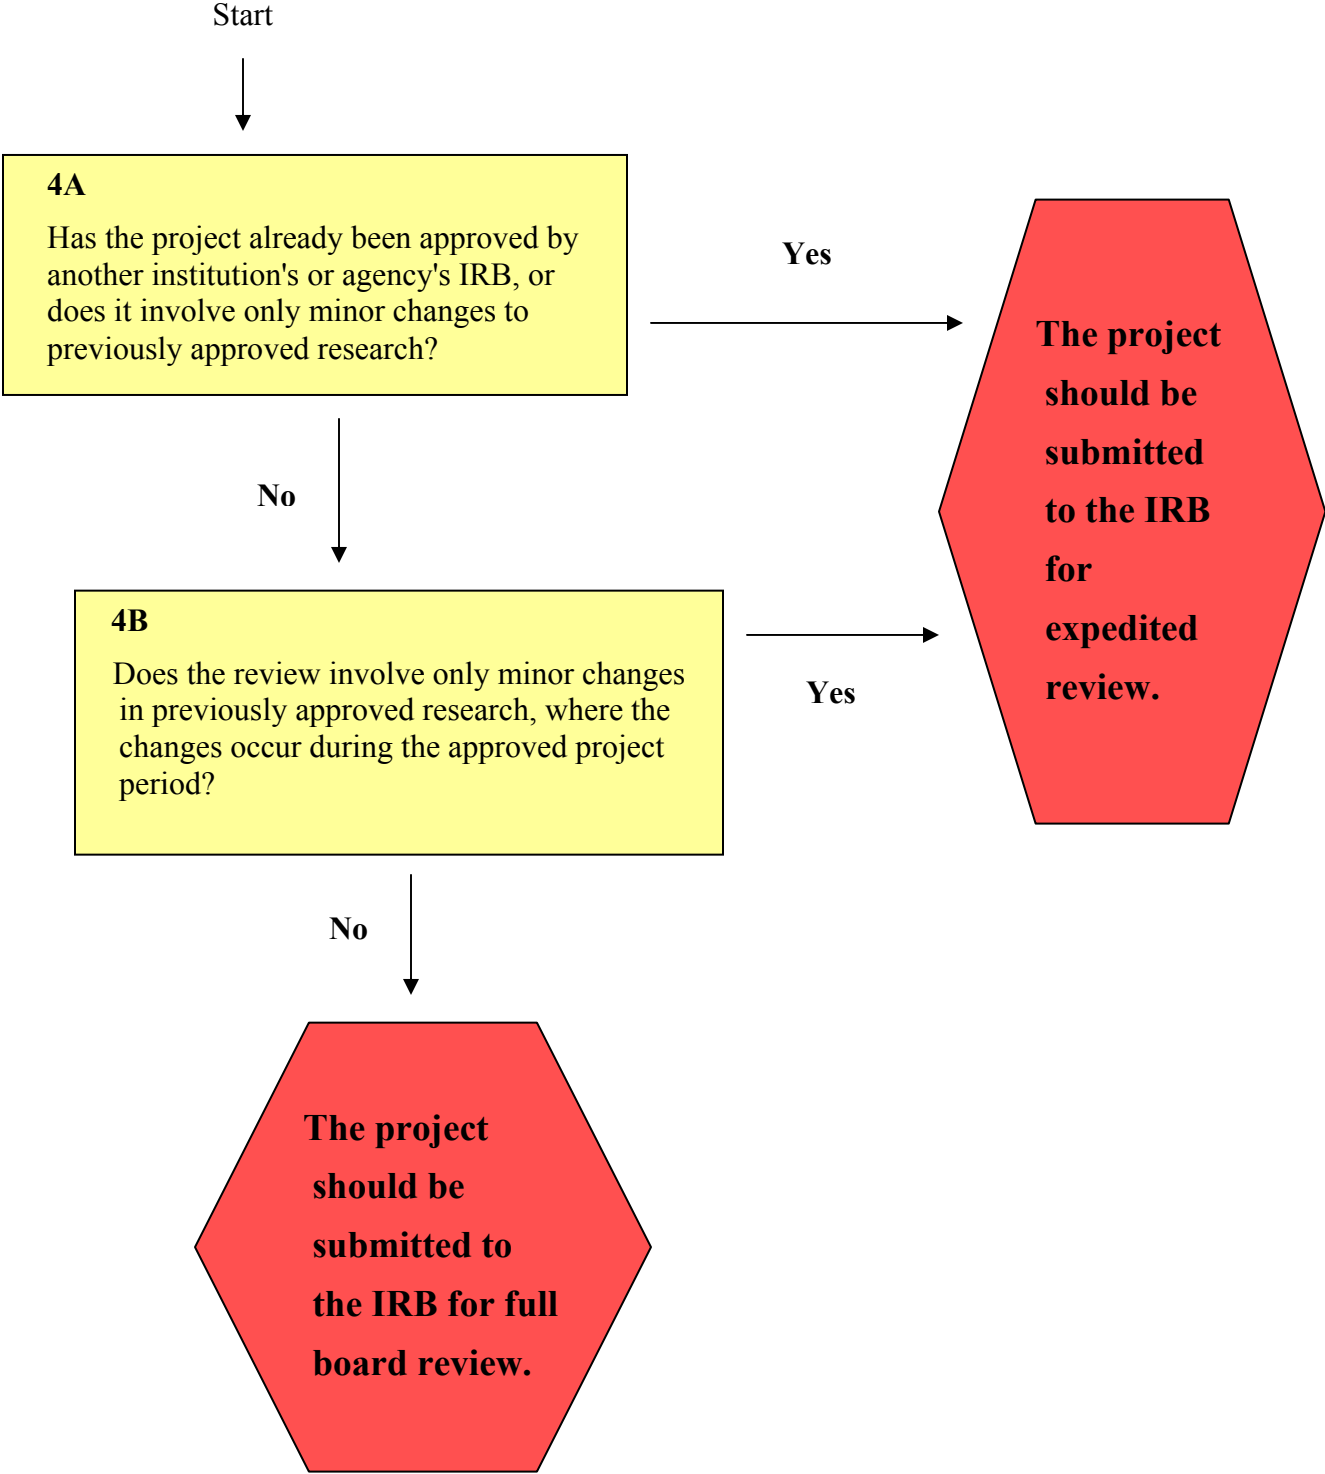 Start
4A
Has the project already been approved by
another institution's or agency's IRB, or
does it involve only minor changes to
previously approved research?
Yes
No
The project
should be
submitted
to the IRB
for
expedited
review.
4B
Does the review involve only minor changes
in previously approved research, where the
changes occur during the approved project
period?
Yes
No
The project
should be
submitted to
the IRB for full
board review.